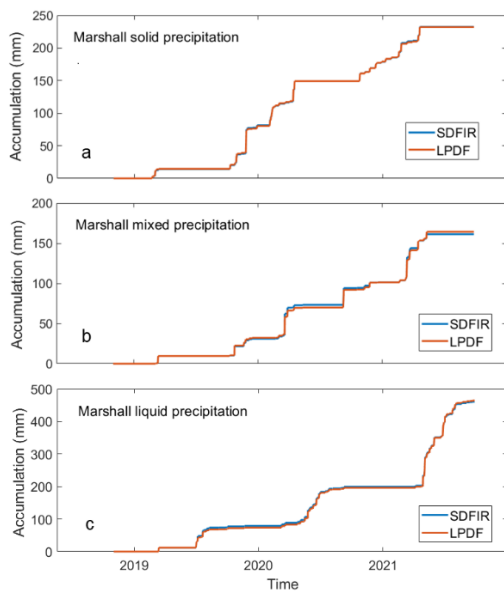 250
Marshall solid precipitation
200
150
100
50
0
Accumulation (mm)
a
SDFIR
LPDF
200
Marshall mixed precipitation
150
100
50
0
Accumulation (mm)
b
SDFIR
LPDF
500
Marshall liquid precipitation
400
300
200
100
0
Accumulation (mm)
c
SDFIR
LPDF
2019 2020 2021
Time